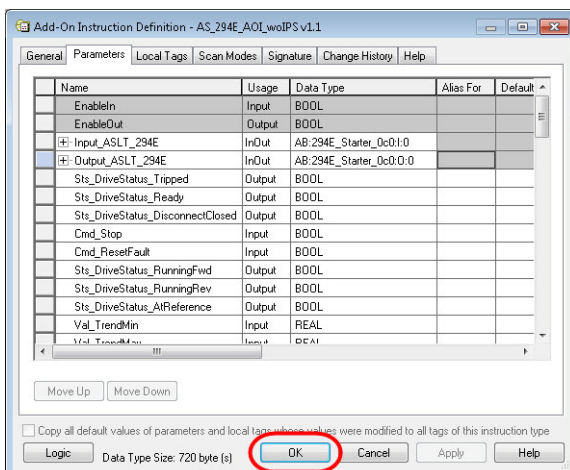 Add-On Instruction Definition - AS_294E_AOI_woIPS v1.1
General Parameters Local Tags Scan Modes Signature Change History Help
Name Usage Data Type Alias For Default
EnableIn Input BOOL
EnableOut Output BOOL
Input_ASLT_294E InOut AB:294E_Starter_0c0:I:0
Output_ASLT_294E InOut AB:294E_Starter_0c0:O:0
Sts_DriveStatus_Tripped Output BOOL
Sts_DriveStatus_Ready Output BOOL
Sts_DriveStatus_DisconnectClosed Output BOOL
Cmd_Stop Input BOOL
Cmd_ResetFault Input BOOL
Sts_DriveStatus_RunningFwd Output BOOL
Sts_DriveStatus_RunningRev Output BOOL
Sts_DriveStatus_AtReference Output BOOL
Val_TrendMin Input REAL
Val_TrendMax Input REAL
Move Up Move Down
Copy all default values of parameters and local tags whose values were modified to all tags of this instruction type
Logic Data Type Size: 720 byte (s) OK Cancel Apply Help